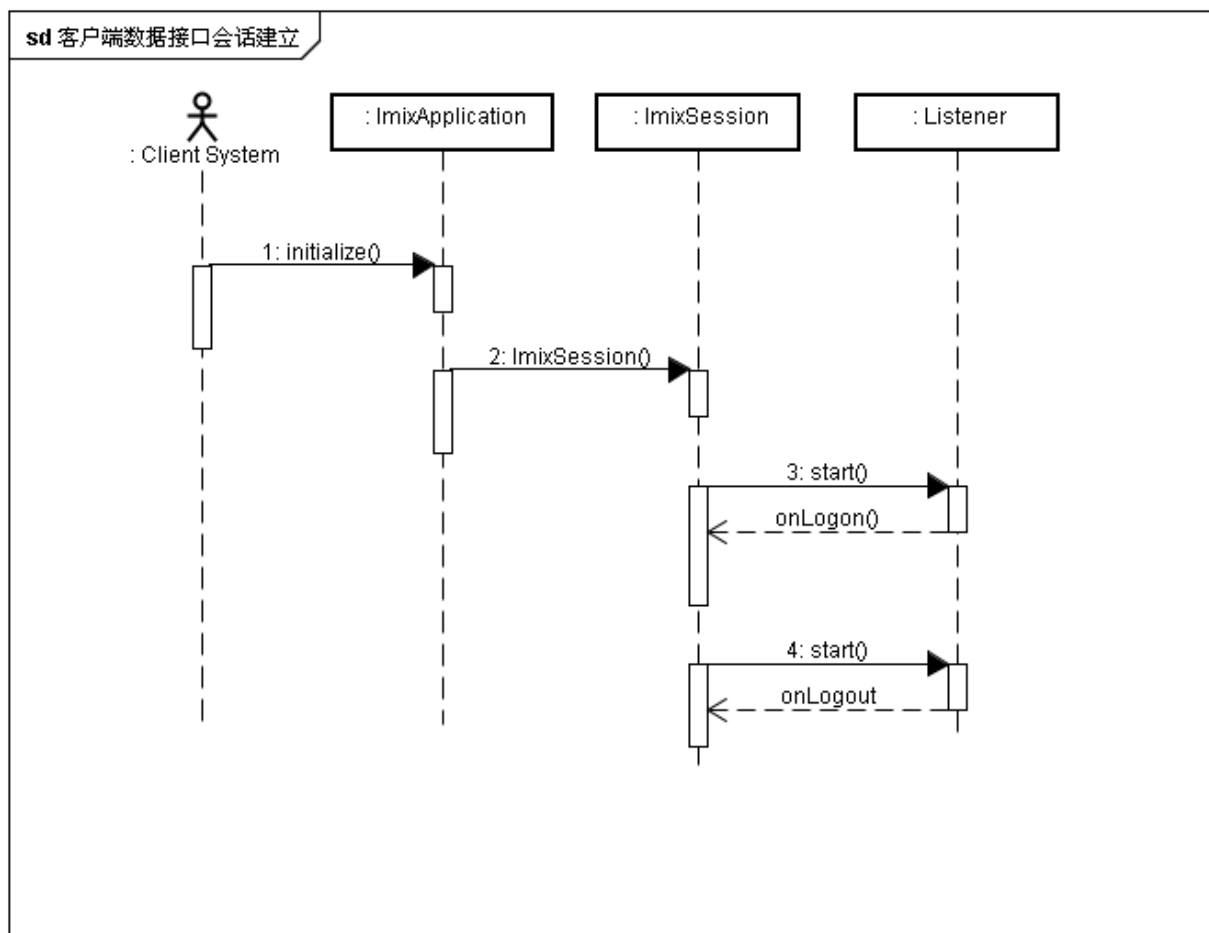 sd 客户端数据接口会话建立
: Client System
: ImixApplication
: ImixSession
: Listener
1: initialize()
2: ImixSession()
3: start()
onLogon()
4: start()
onLogout